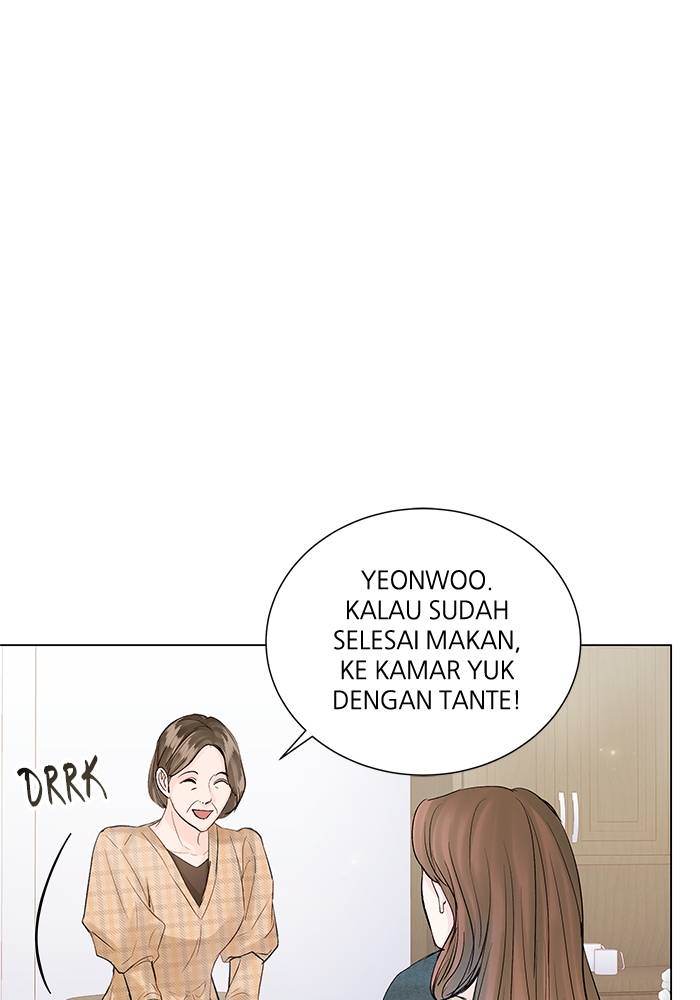 YEONWOO.
KALAU SUDAH
SELESAI MAKAN,
KE KAMAR YUK
DENGAN TANTE!
DRRK